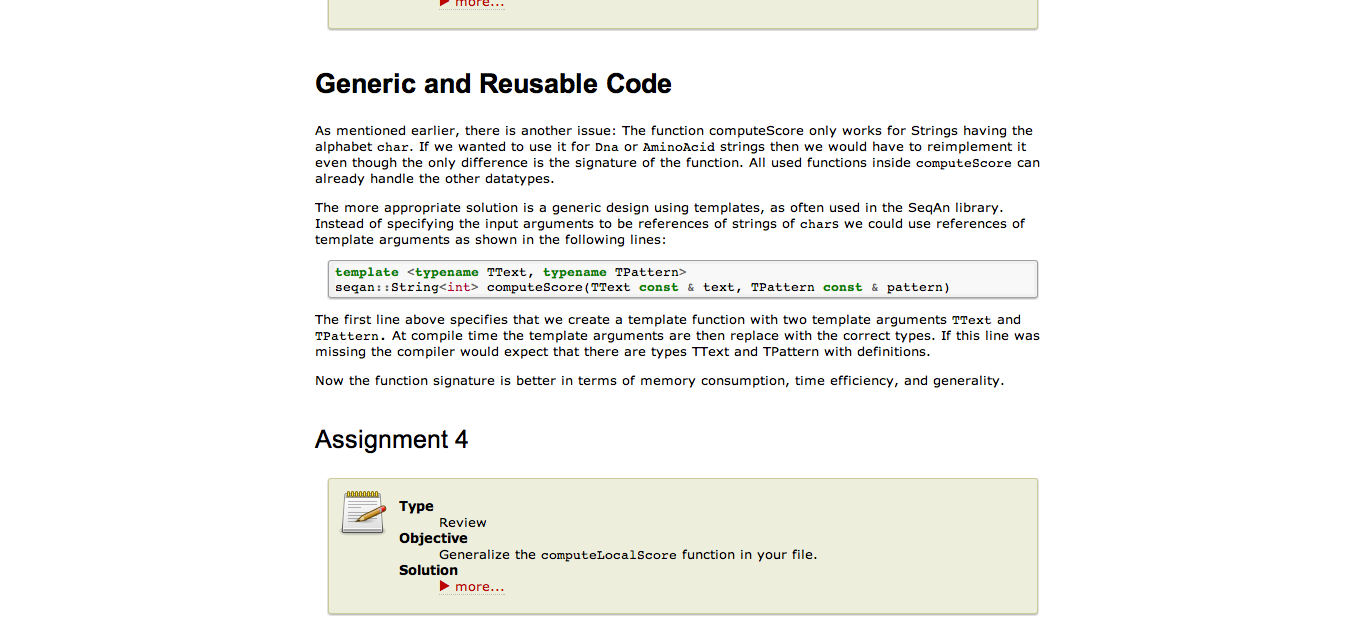 more...
Generic and Reusable Code
As mentioned earlier, there is another issue: The function computeScore only works for Strings having the
alphabet char. If we wanted to use it for Dna or AminoAcid strings then we would have to reimplement it
even though the only difference is the signature of the function. All used functions inside computeScore can
already handle the other datatypes.
The more appropriate solution is a generic design using templates, as often used in the SeqAn library.
Instead of specifying the input arguments to be references of strings of chars we could use references of
template arguments as shown in the following lines:
template <typename TText, typename TPattern>
seqan::String<int> computeScore(TText const & text, TPattern const & pattern)
The first line above specifies that we create a template function with two template arguments TText and
TPattern. At compile time the template arguments are then replace with the correct types. If this line was
missing the compiler would expect that there are types TText and TPattern with definitions.
Now the function signature is better in terms of memory consumption, time efficiency, and generality.
Assignment 4
Type
Review
Objective
Generalize the computeLocalScore function in your file.
Solution
more...